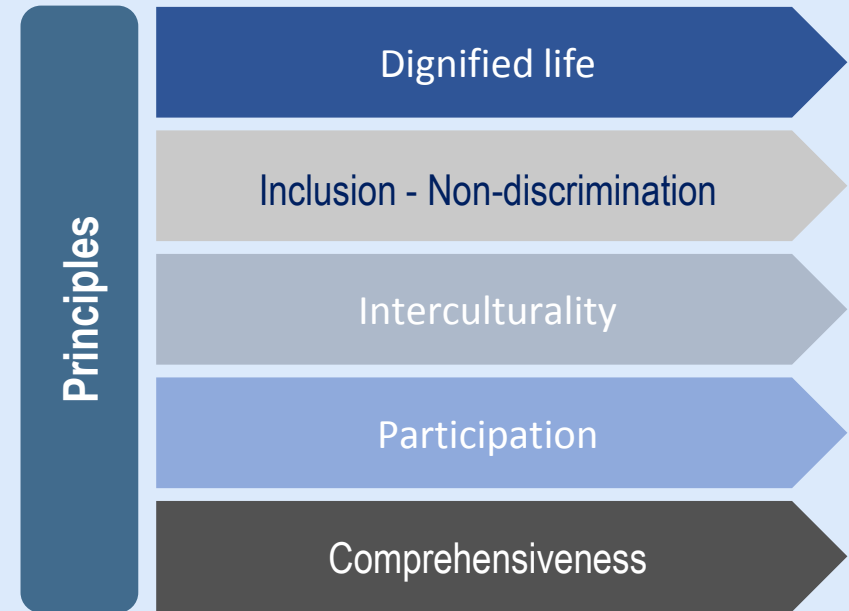 Principles
Dignified life
Inclusion - Non-discrimination
Interculturality
Participation
Comprehensiveness